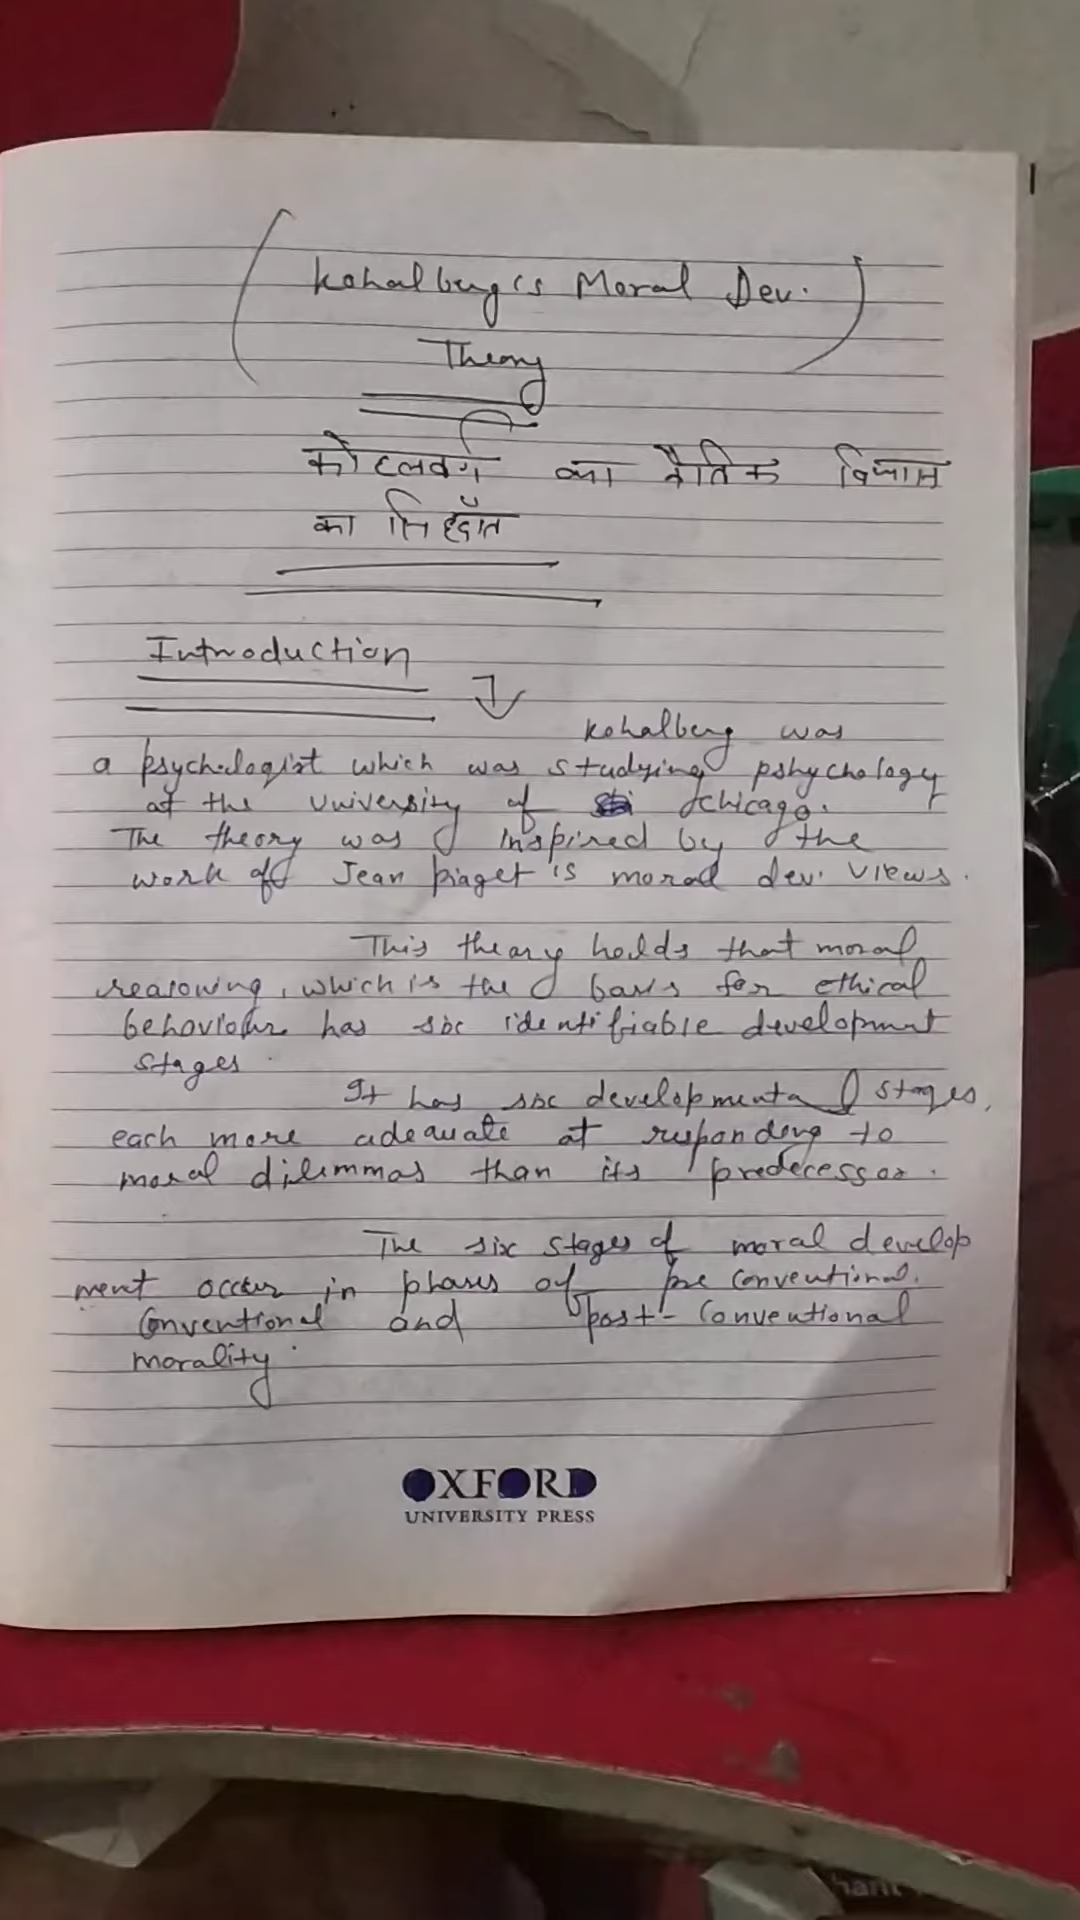 Kohalberg's Moral Dev.
Theory
कोहलबर्ग का नैतिक विकास
का सिद्धाँत
Introduction
Kohalberg was
a psychologist which was studying pshychology
at the University of Chicago.
The theory was inspired by the
work of Jean piaget's moral dev. views.
This theory holds that moral
reasoning, which is the basis for ethical
behaviour has six identifiable developmnt
stages.
It has six developmental stages,
each more adequate at responding to
moral dilemmas than its predecessor.
The six stages of moral develop
ment occur in phases of pre conventional.
Conventional and post-Conventional
morality.
OXFORD
UNIVERSITY PRESS